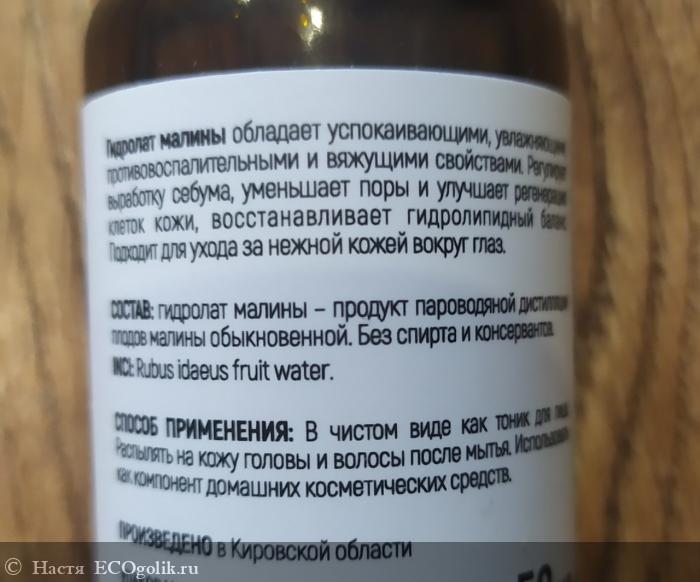 Гидролат малины обладает успокаивающими, увлажняющими,
противовоспалительными и вяжущими свойствами. Регулирует
выработку себума, уменьшает поры и улучшает регенерацию
клеток кожи, восстанавливает гидролипидный баланс.
Подходит для ухода за нежной кожей вокруг глаз.
СОСТАВ: гидролат малины – продукт пароводяной дистилляции
плодов малины обыкновенной. Без спирта и консервантов.
INCI: Rubus idaeus fruit water.
СПОСОБ ПРИМЕНЕНИЯ: В чистом виде как тоник для лица.
Распылять на кожу головы и волосы после мытья. Использовать
как компонент домашних косметических средств.
ПРОИЗВЕДЕНО в Кировской области
© Настя ECOgolik.ru